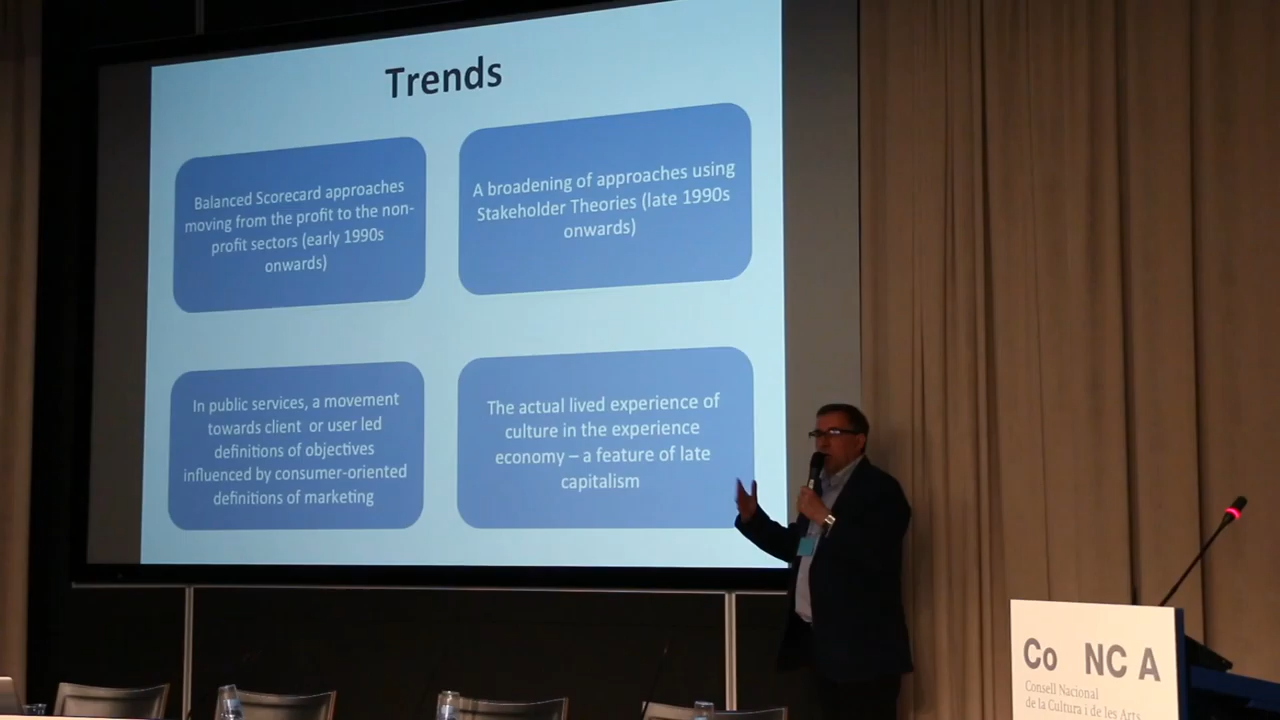 Trends
Balanced Scorecard approaches
moving from the profit to the non-
profit sectors (early 1990s
onwards)
A broadening of approaches using
Stakeholder Theories (late 1990s
onwards)
In public services, a movement
towards client or user led
definitions of objectives
influenced by consumer-oriented
definitions of marketing
The actual lived experience of
culture in the experience
economy – a feature of late
capitalism
Co NC A
Consell Nacional
de la Cultura i de les Arts